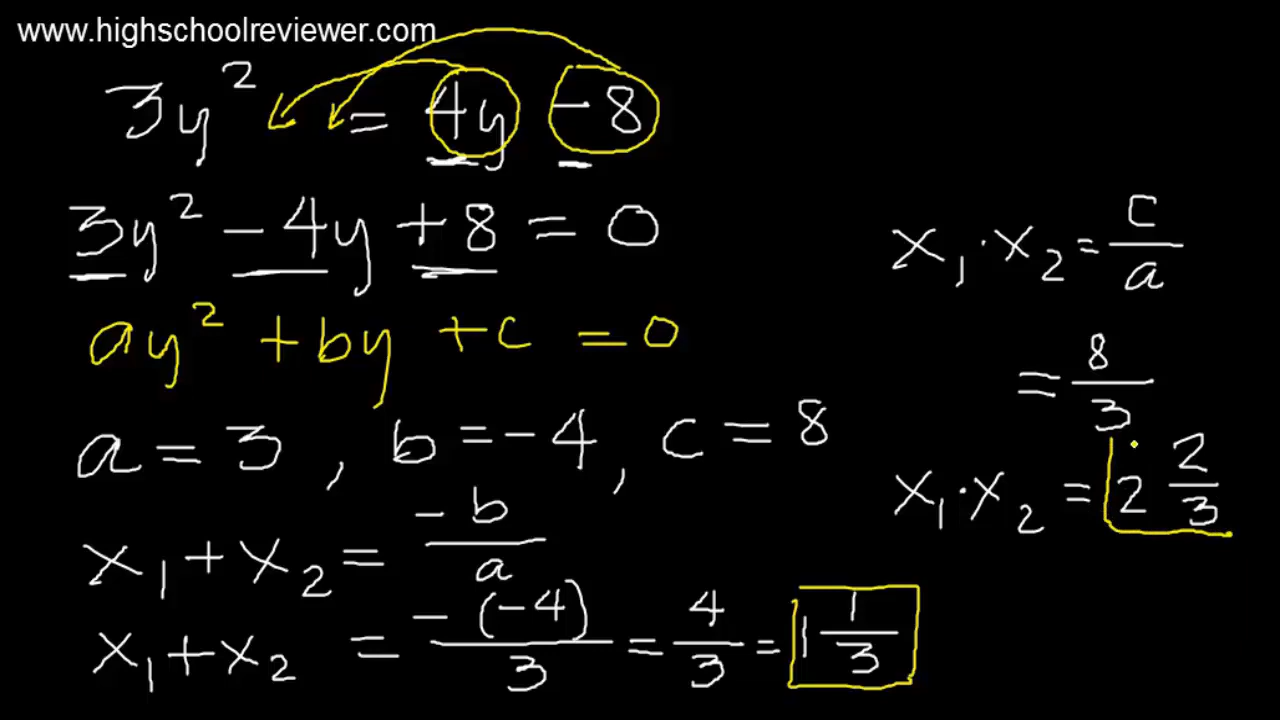 www.highschoolreviewer.com
3y² = 4y - 8
3y² - 4y + 8 = 0
ay² + by + c = 0
a = 3, b = -4, c = 8
x₁ + x₂ = -b/a
x₁ + x₂ = -(-4)/3 = 4/3 = 1 1/3
x₁ · x₂ = c/a
= 8/3
x₁ · x₂ = 2 2/3